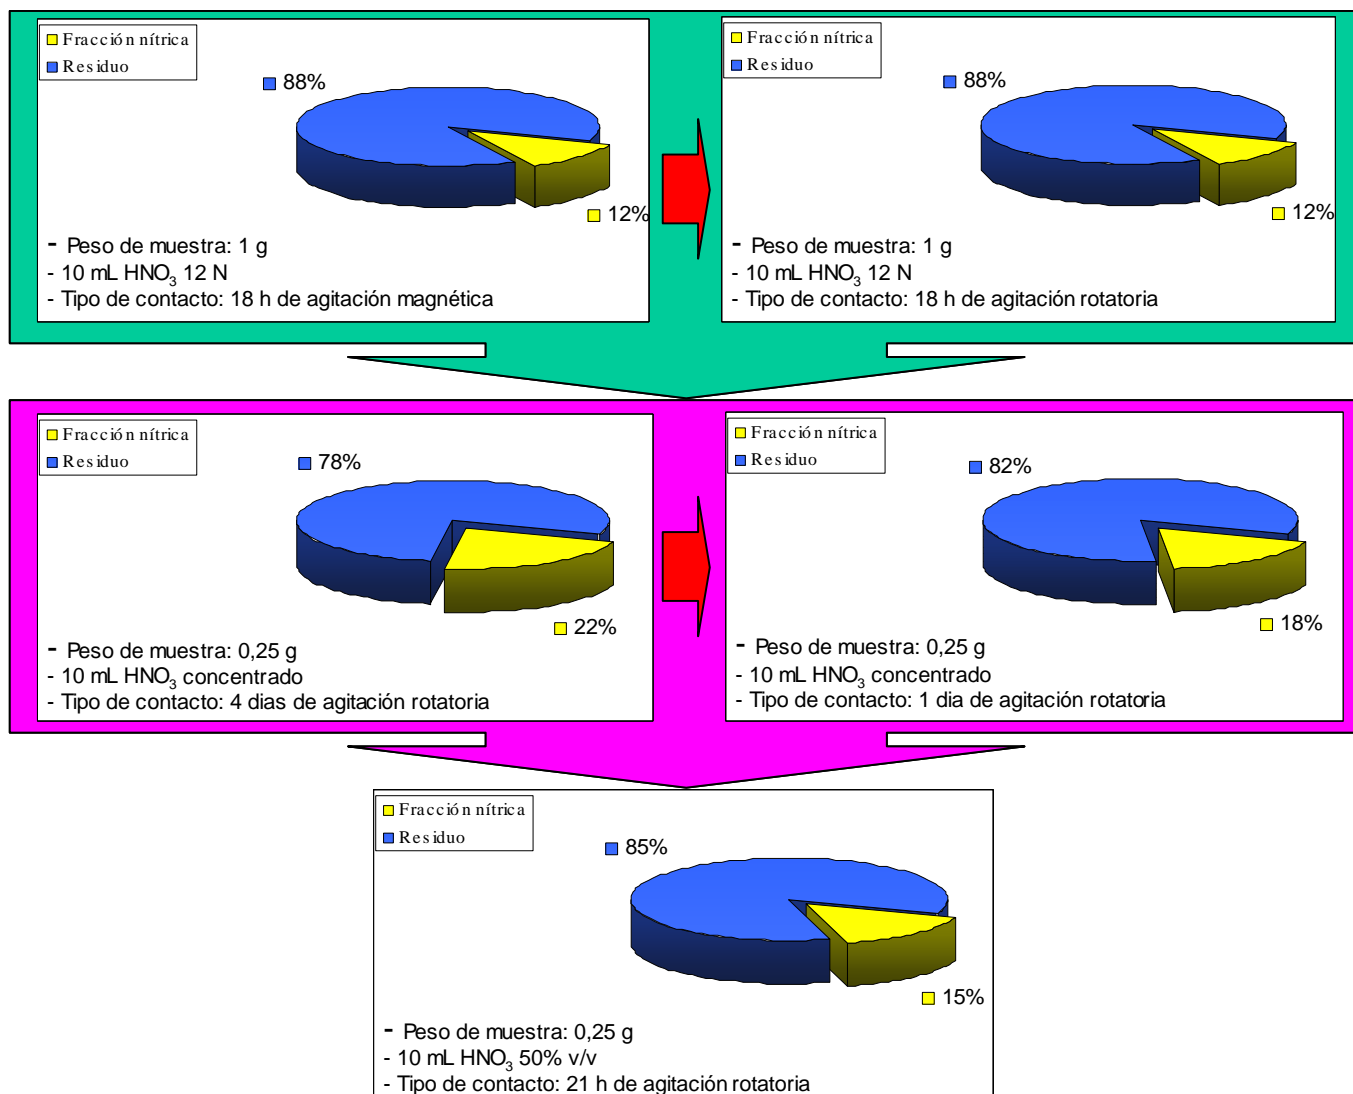 Fracción nítrica
Residuo
88%
12%
- Peso de muestra: 1 g
- 10 mL HNO₃ 12 N
- Tipo de contacto: 18 h de agitación magnética
Fracción nítrica
Residuo
88%
12%
- Peso de muestra: 1 g
- 10 mL HNO₃ 12 N
- Tipo de contacto: 18 h de agitación rotatoria
Fracción nítrica
Residuo
78%
22%
- Peso de muestra: 0,25 g
- 10 mL HNO₃ concentrado
- Tipo de contacto: 4 dias de agitación rotatoria
Fracción nítrica
Residuo
82%
18%
- Peso de muestra: 0,25 g
- 10 mL HNO₃ concentrado
- Tipo de contacto: 1 dia de agitación rotatoria
Fracción nítrica
Residuo
85%
15%
- Peso de muestra: 0,25 g
- 10 mL HNO₃ 50% v/v
- Tipo de contacto: 21 h de agitación rotatoria